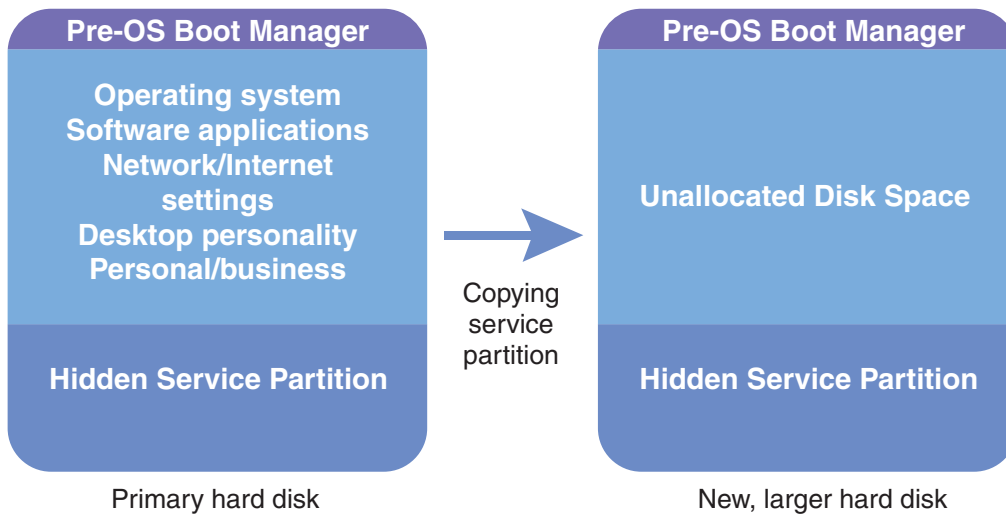 Pre-OS Boot Manager
Operating system
Software applications
Network/Internet
settings
Desktop personality
Personal/business
Hidden Service Partition
Primary hard disk
Copying
service
partition
Pre-OS Boot Manager
Unallocated Disk Space
Hidden Service Partition
New, larger hard disk